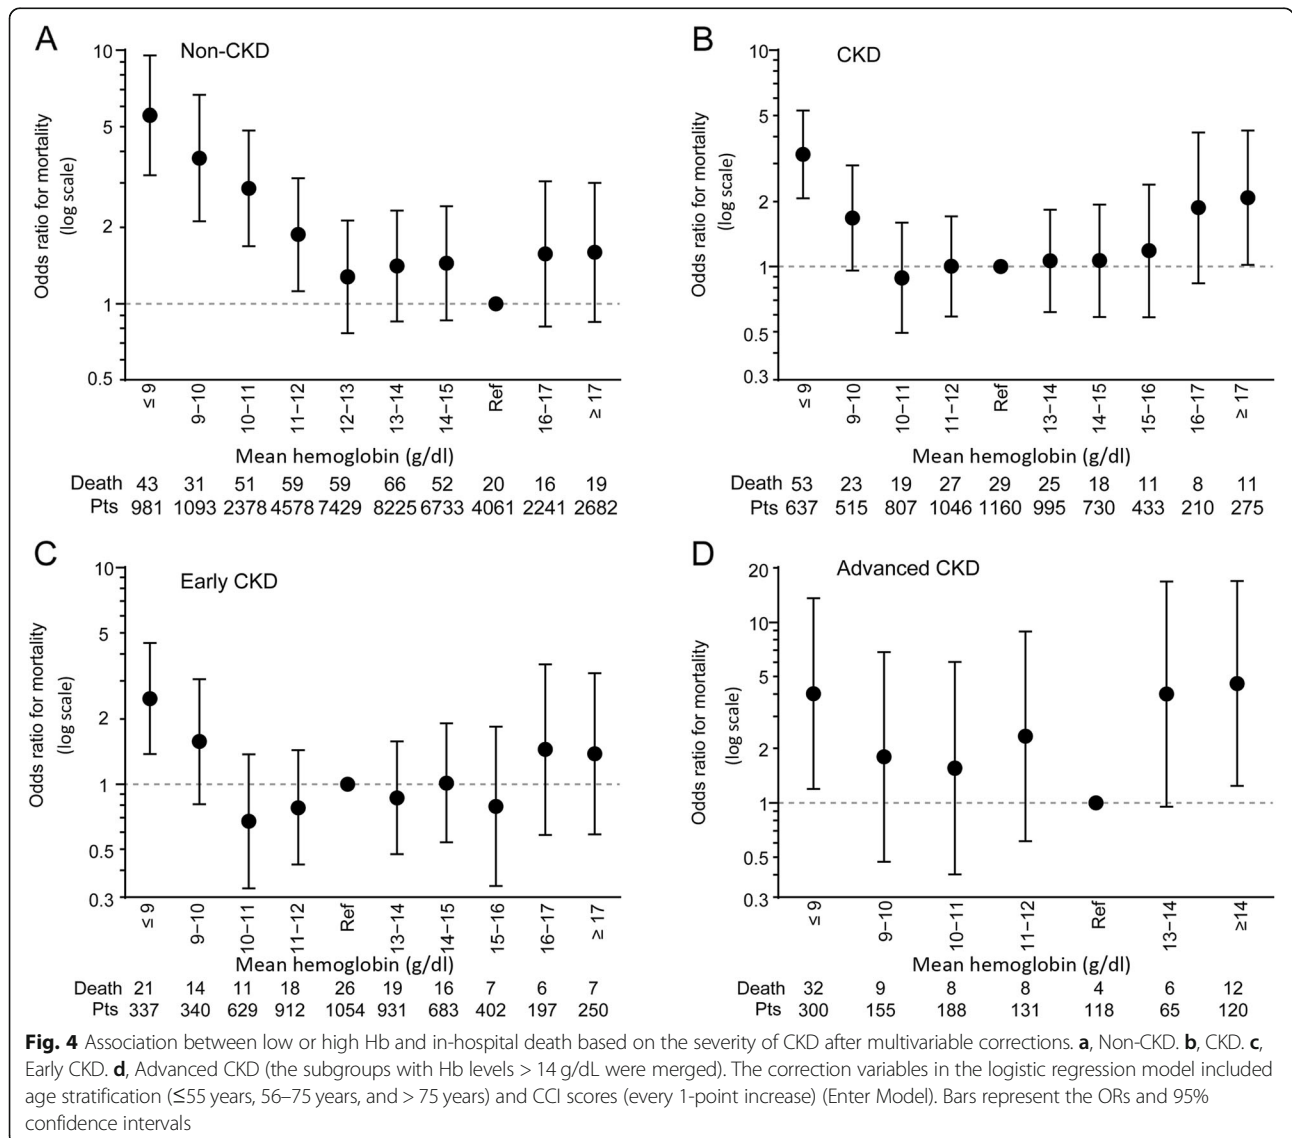 A
Non-CKD
Odds ratio for mortality
(log scale)
10
5
2
1
0.5
≤ 9
9−10
10−11
11−12
12−13
13−14
14−15
Ref
16−17
≥ 17
Mean hemoglobin (g/dl)
Death 43 31 51 59 59 66 52 20 16 19
Pts 981 1093 2378 4578 7429 8225 6733 4061 2241 2682
B
CKD
Odds ratio for mortality
(log scale)
10
5
2
1
0.5
0.3
≤ 9
9−10
10−11
11−12
Ref
13−14
14−15
15−16
16−17
≥ 17
Mean hemoglobin (g/dl)
Death 53 23 19 27 29 25 18 11 8 11
Pts 637 515 807 1046 1160 995 730 433 210 275
C
Early CKD
Odds ratio for mortality
(log scale)
10
5
2
1
0.5
0.3
≤ 9
9−10
10−11
11−12
Ref
13−14
14−15
15−16
16−17
≥ 17
Mean hemoglobin (g/dl)
Death 21 14 11 18 26 19 16 7 6 7
Pts 337 340 629 912 1054 931 683 402 197 250
D
Advanced CKD
Odds ratio for mortality
(log scale)
20
10
5
2
1
0.5
0.3
≤ 9
9−10
10−11
11−12
Ref
13−14
≥14
Mean hemoglobin (g/dl)
Death 32 9 8 8 4 6 12
Pts 300 155 188 131 118 65 120
Fig. 4 Association between low or high Hb and in-hospital death based on the severity of CKD after multivariable corrections. a, Non-CKD. b, CKD. c,
Early CKD. d, Advanced CKD (the subgroups with Hb levels > 14 g/dL were merged). The correction variables in the logistic regression model included
age stratification (≤55 years, 56–75 years, and > 75 years) and CCI scores (every 1-point increase) (Enter Model). Bars represent the ORs and 95%
confidence intervals